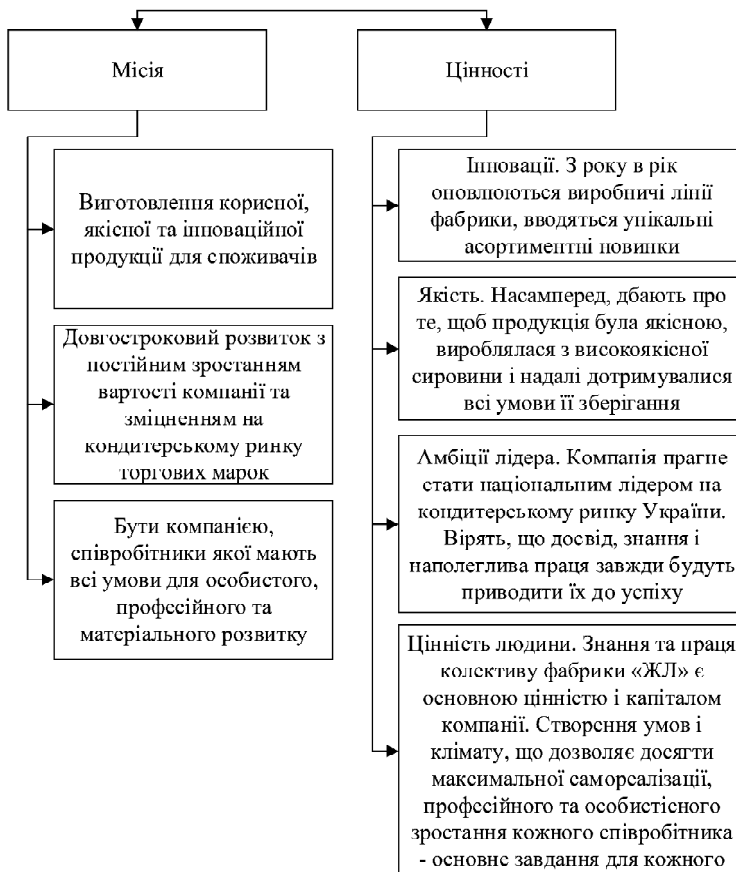 Місія
Цінності
Виготовлення корисної,
якісної та інноваційної
продукції для споживачів
Довгостроковий розвиток з
постійним зростанням
вартості компанії та
зміцненням на
кондитерському ринку
торгових марок
Бути компанією,
співробітники якої мають
всі умови для особистого,
професійного та
матеріального розвитку
Інновації. З року в рік
оновлюються виробничі лінії
фабрики, вводяться унікальні
асортиментні новинки
Якість. Насамперед, дбають про
те, щоб продукція була якісною,
вироблялася з високоякісної
сировини і надалі дотримувалися
всі умови її зберігання
Амбіції лідера. Компанія прагне
стати національним лідером на
кондитерському ринку України.
Вірять, що досвід, знання і
наполеглива праця завжди будуть
приводити їх до успіху
Цінність людини. Знання та праця
колективу фабрики «ЖЛ» є
основною цінністю і капіталом
компанії. Створення умов і
клімату, що дозволяє досягти
максимальної самореалізації,
професійного та особистісного
зростання кожного співробітника
- основне завдання для кожного